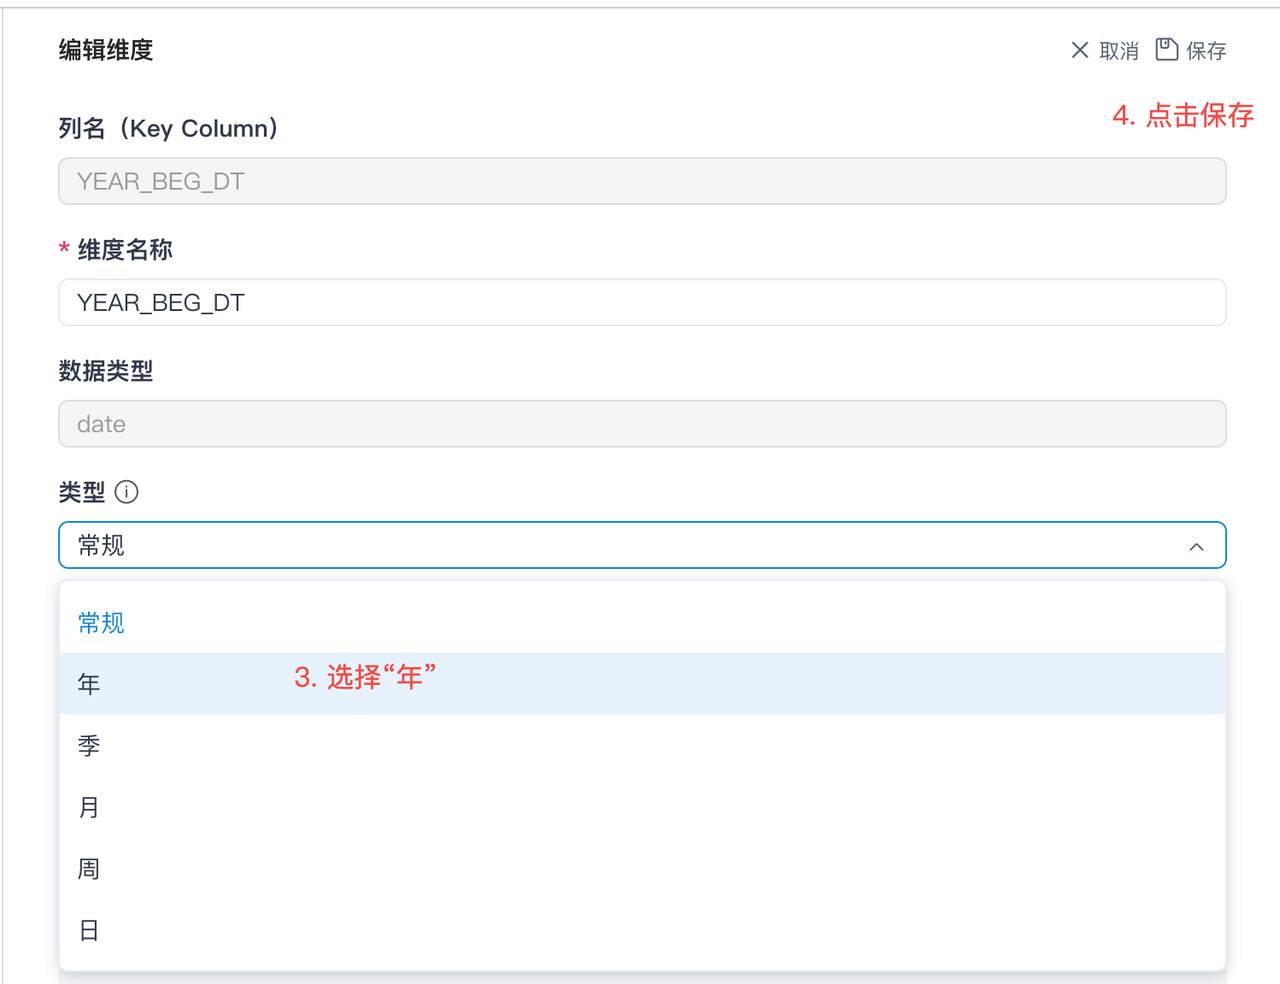 编辑维度
取消 保存
4. 点击保存
列名（Key Column）
YEAR_BEG_DT
* 维度名称
YEAR_BEG_DT
数据类型
date
类型
常规
常规
年
3. 选择“年”
季
月
周
日